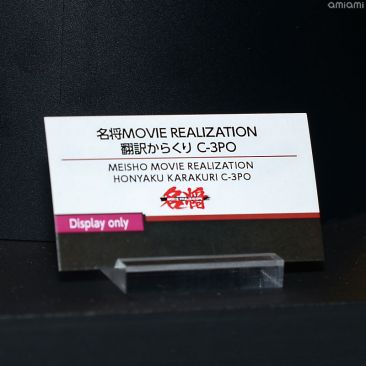 amiami
名将MOVIE REALIZATION
翻訳からくり C-3PO
MEISHO MOVIE REALIZATION
HONYAKU KARAKURI C-3PO
名将
Display only